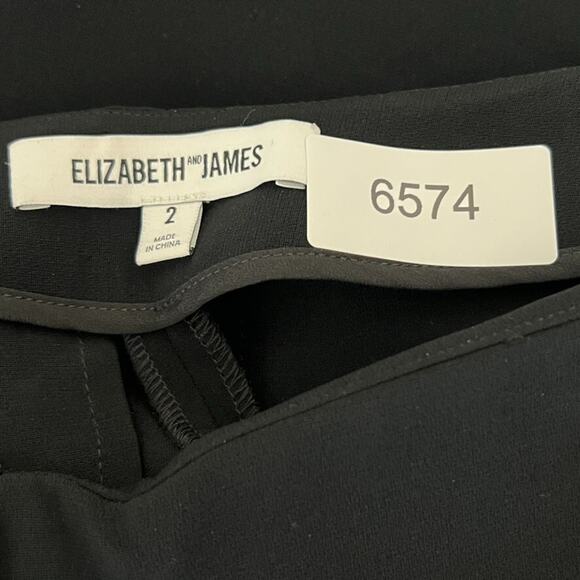 ELIZABETH AND JAMES
2
MADE
IN CHINA
6574